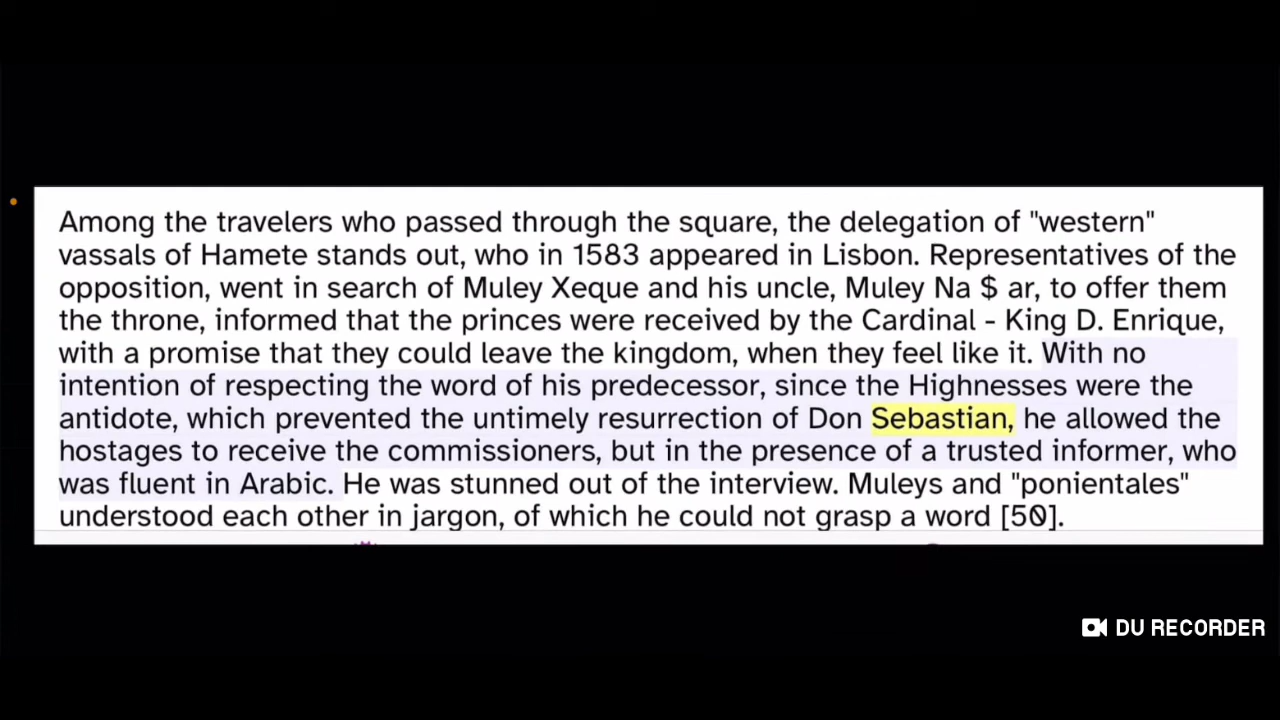 Among the travelers who passed through the square, the delegation of "western"
vassals of Hamete stands out, who in 1583 appeared in Lisbon. Representatives of the
opposition, went in search of Muley Xeque and his uncle, Muley Na $ ar, to offer them
the throne, informed that the princes were received by the Cardinal - King D. Enrique,
with a promise that they could leave the kingdom, when they feel like it. With no
intention of respecting the word of his predecessor, since the Highnesses were the
antidote, which prevented the untimely resurrection of Don Sebastian, he allowed the
hostages to receive the commissioners, but in the presence of a trusted informer, who
was fluent in Arabic. He was stunned out of the interview. Muleys and "ponientales"
understood each other in jargon, of which he could not grasp a word [50].
DU RECORDER